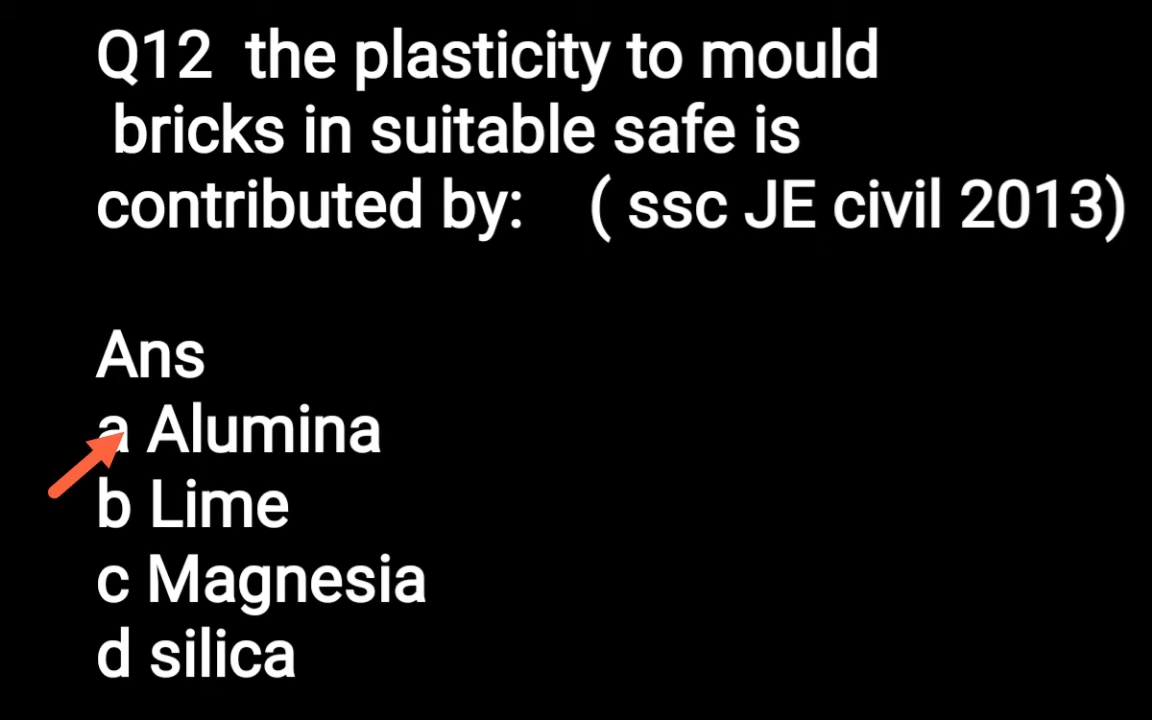 Q12 the plasticity to mould
bricks in suitable safe is
contributed by: ( ssc JE civil 2013)
Ans
a Alumina
b Lime
c Magnesia
d silica